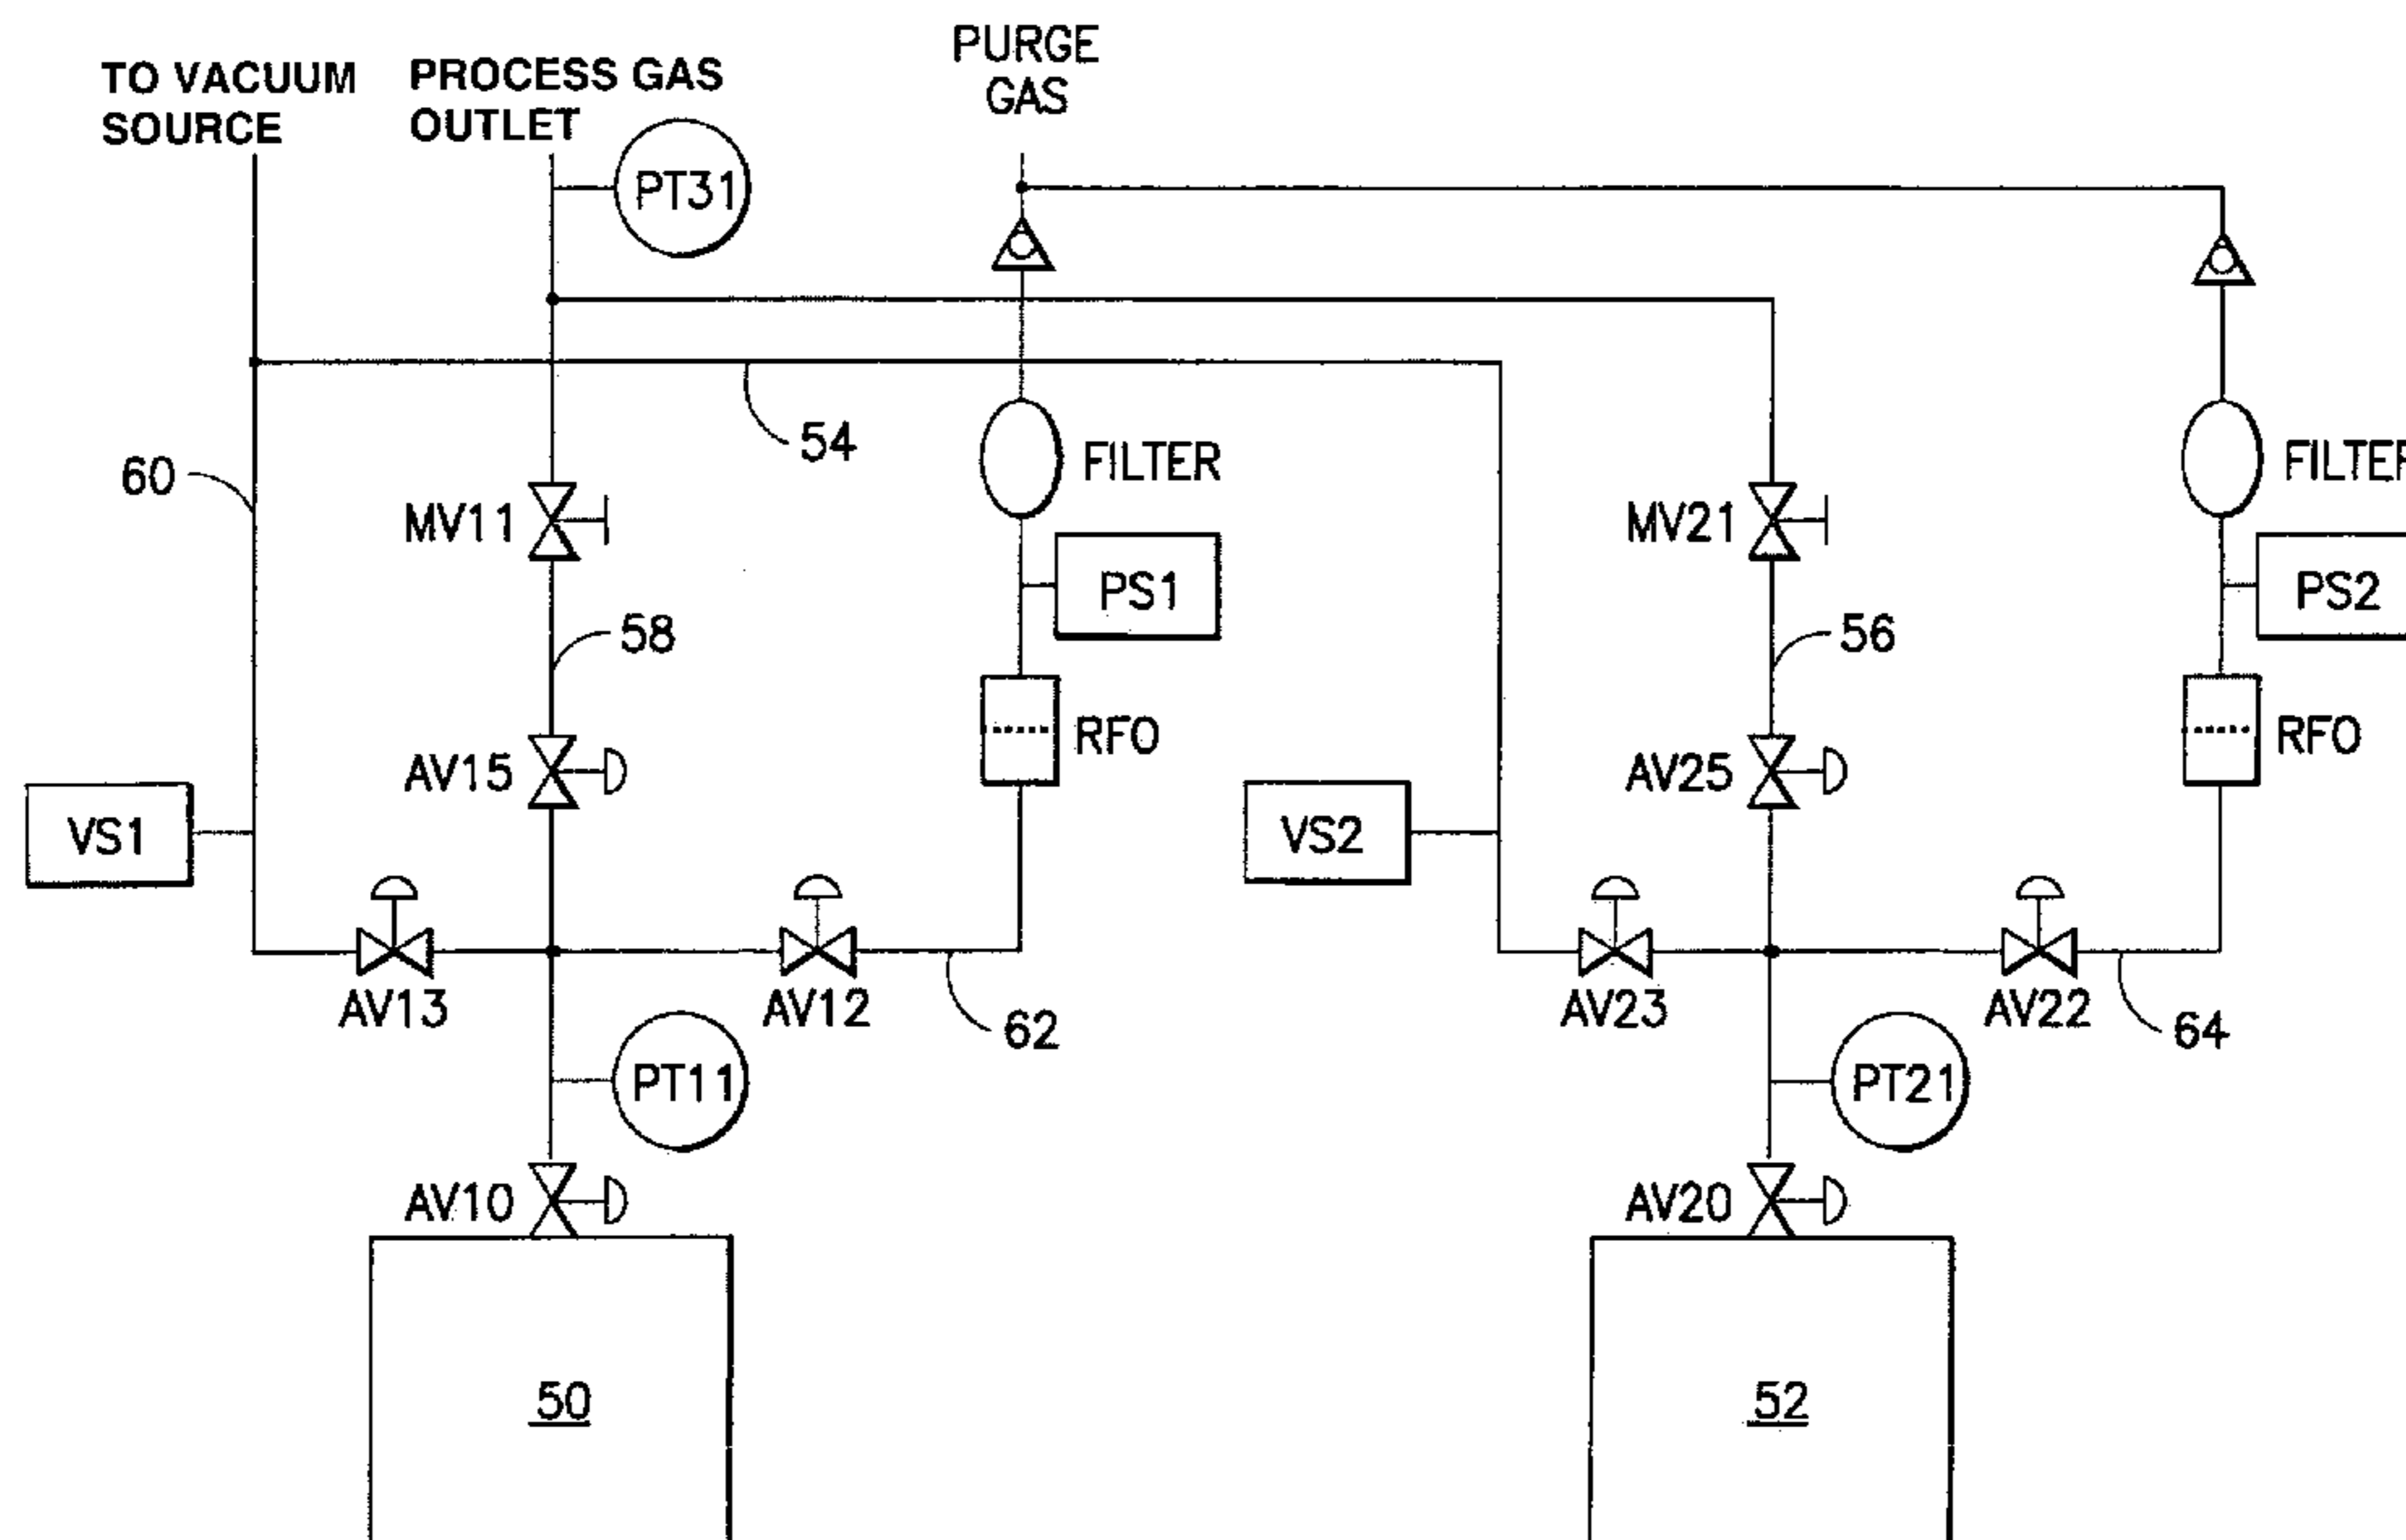 TO VACUUM
SOURCE
PROCESS GAS
OUTLET
PURGE
GAS
PT31
54
60
FILTER
FILTER
MV11
MV21
PS1
PS2
58
56
RFO
RFO
AV15
AV25
VS1
VS2
AV13
AV12
62
AV23
AV22
64
PT11
PT21
AV10
AV20
50
52